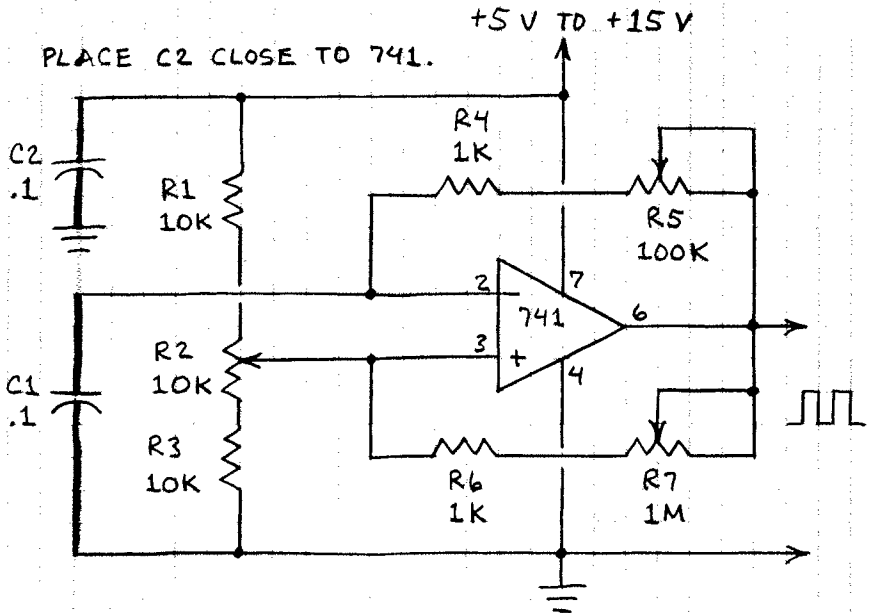 +5 V TO +15 V
PLACE C2 CLOSE TO 741.
R4
1K
C2
.1
R1
10K
R5
100K
2
7
741
6
3
+
4
R2
10K
C1
.1
R3
10K
R6
1K
R7
1M